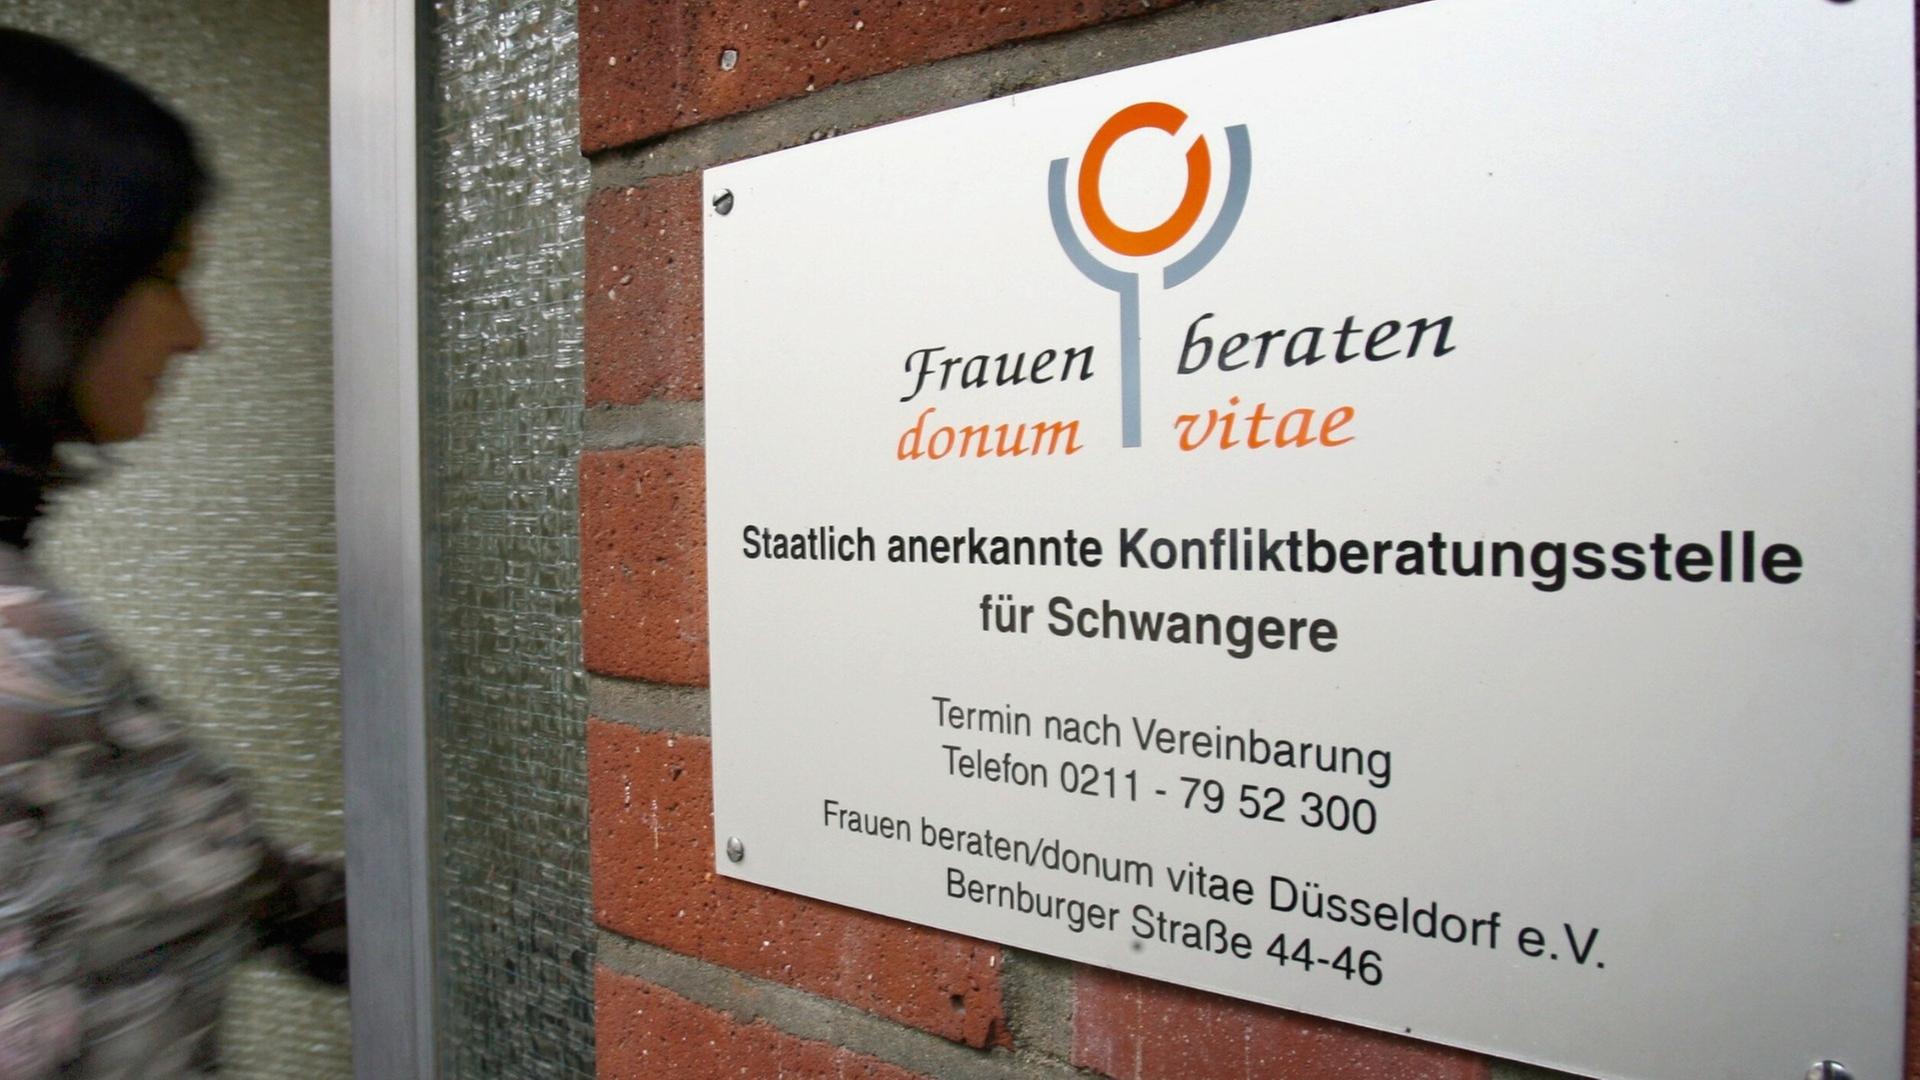 Frauen beraten
donum vitae
Staatlich anerkannte Konfliktberatungsstelle
für Schwangere
Termin nach Vereinbarung
Telefon 0211 - 79 52 300
Frauen beraten/donum vitae Düsseldorf e.V.
Bernburger Straße 44-46